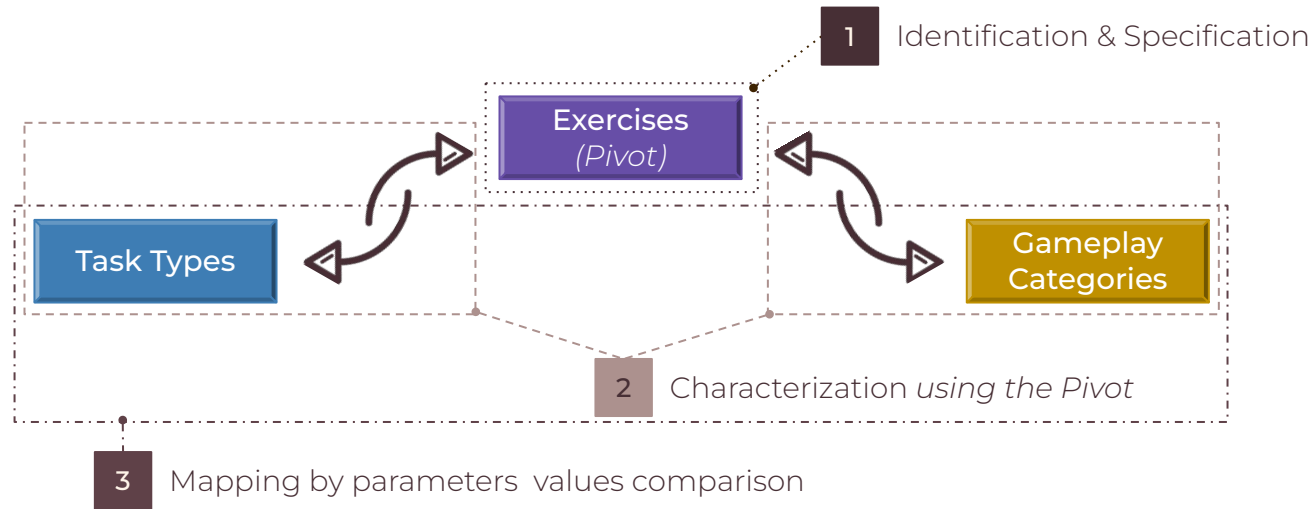 1 Identification & Specification
Exercises
(Pivot)
Task Types
Gameplay
Categories
2 Characterization using the Pivot
3 Mapping by parameters values comparison